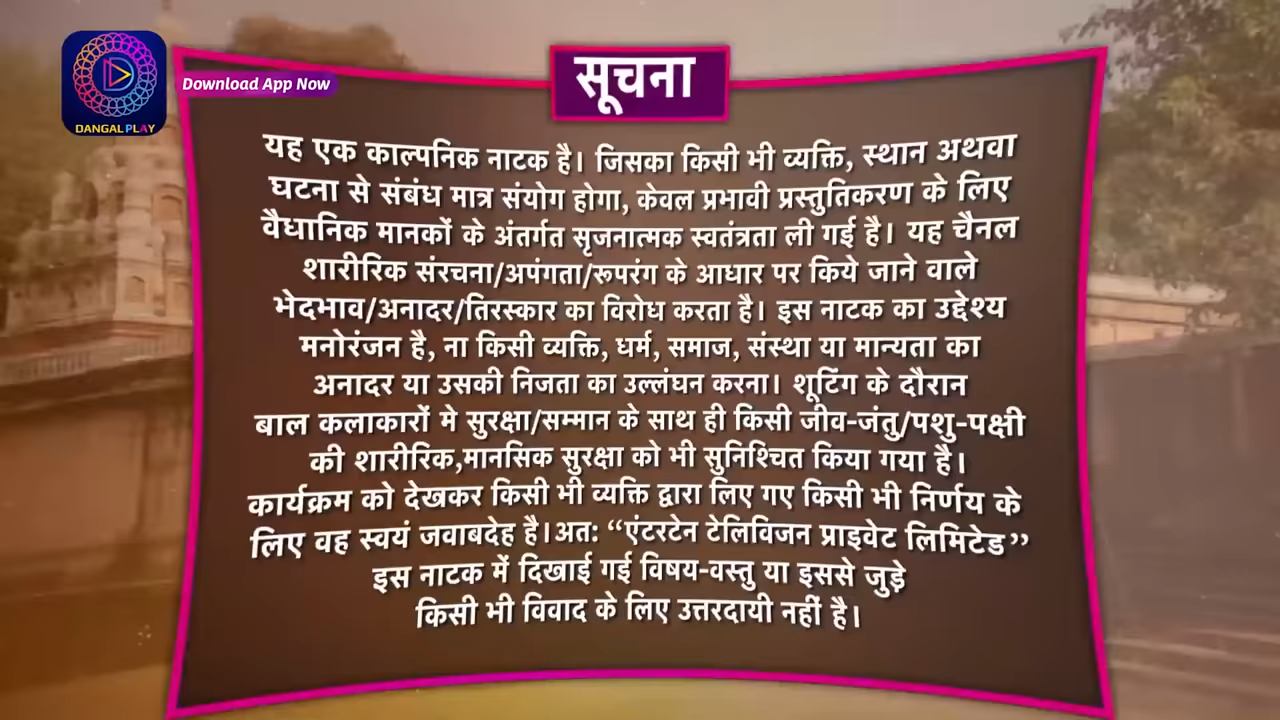 सूचना
Download App Now
DANGAL PLAY
यह एक काल्पनिक नाटक है। जिसका किसी भी व्यक्ति, स्थान अथवा
घटना से संबंध मात्र संयोग होगा, केवल प्रभावी प्रस्तुतिकरण के लिए
वैधानिक मानकों के अंतर्गत सृजनात्मक स्वतंत्रता ली गई है। यह चैनल
शारीरिक संरचना/अपंगता/रूपरंग के आधार पर किये जाने वाले
भेदभाव/अनादर/तिरस्कार का विरोध करता है। इस नाटक का उद्देश्य
मनोरंजन है, ना किसी व्यक्ति, धर्म, समाज, संस्था या मान्यता का
अनादर या उसकी निजता का उल्लंघन करना। शूटिंग के दौरान
बाल कलाकारों मे सुरक्षा/सम्मान के साथ ही किसी जीव-जंतु/पशु-पक्षी
की शारीरिक,मानसिक सुरक्षा को भी सुनिश्चित किया गया है।
कार्यक्रम को देखकर किसी भी व्यक्ति द्वारा लिए गए किसी भी निर्णय के
लिए वह स्वयं जवाबदेह है।अत: “एंटरटेन टेलिविजन प्राइवेट लिमिटेड”
इस नाटक में दिखाई गई विषय-वस्तु या इससे जुड़े
किसी भी विवाद के लिए उत्तरदायी नहीं है।